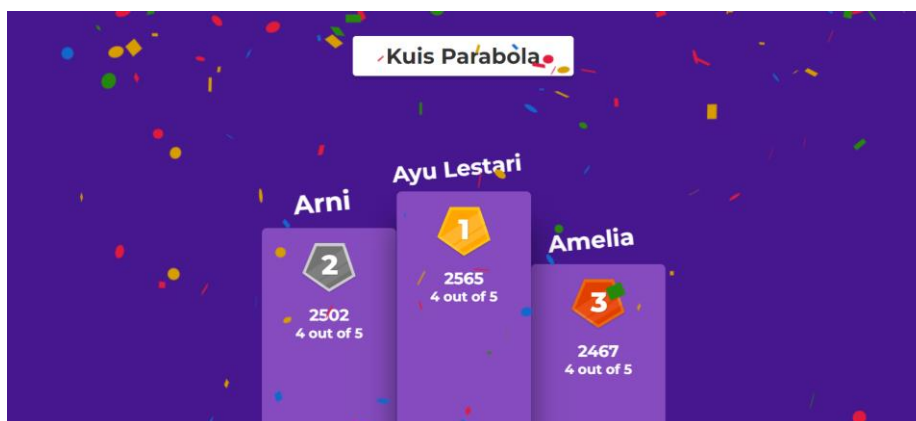 Kuis Parabola
Ayu Lestari
1
2565
4 out of 5
Arni
2
2502
4 out of 5
Amelia
3
2467
4 out of 5